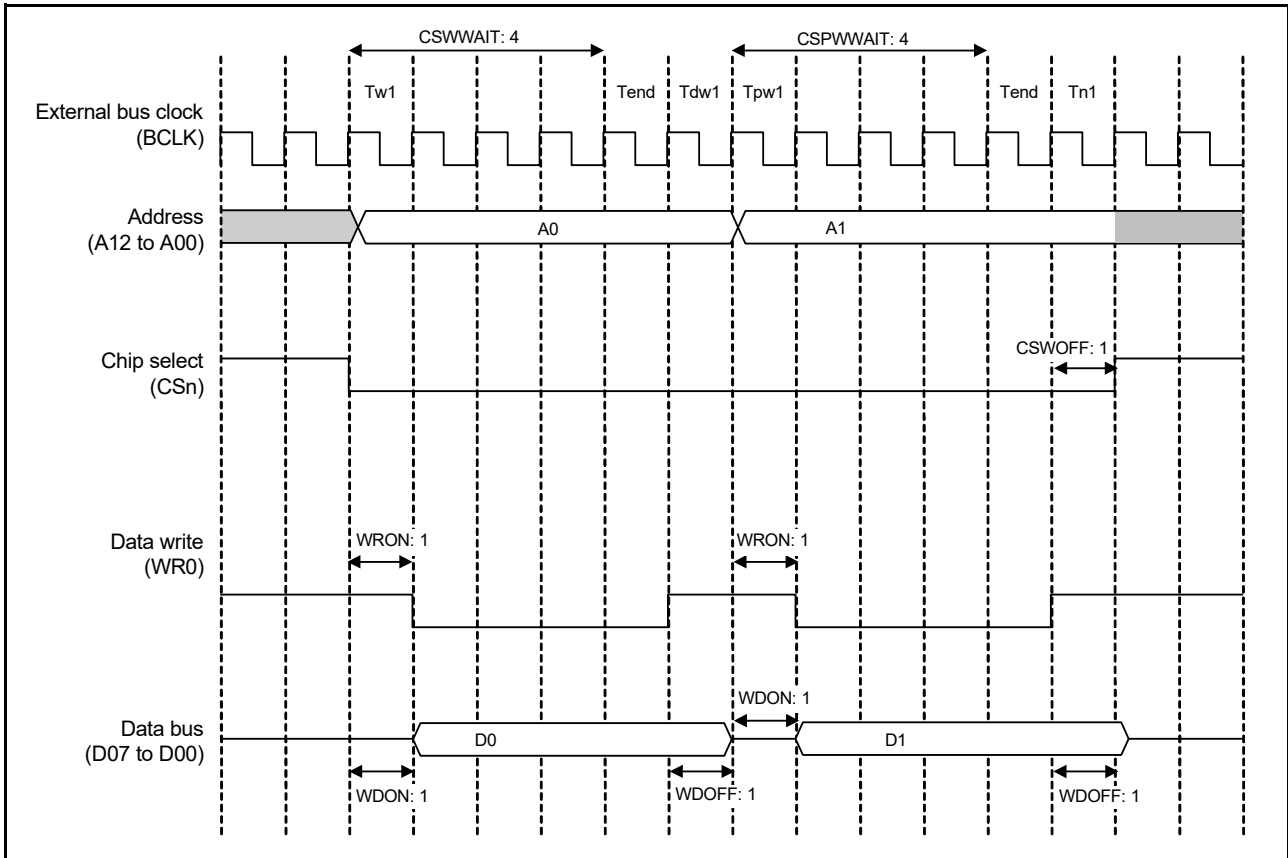 CSWWAIT: 4
CSPWWAIT: 4
Tw1
Tend
Tdw1
Tpw1
Tend
Tn1
External bus clock
(BCLK)
Address
(A12 to A00)
A0
A1
Chip select
(CSn)
CSWOFF: 1
Data write
(WR0)
WRON: 1
WRON: 1
WDON: 1
Data bus
(D07 to D00)
D0
D1
WDON: 1
WDOFF: 1
WDOFF: 1